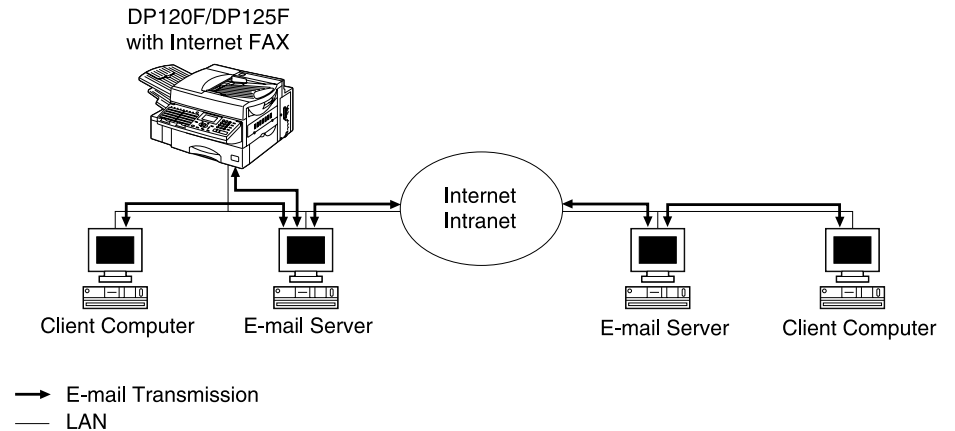 DP120F/DP125F
with Internet FAX
Internet
Intranet
Client Computer
E-mail Server
E-mail Server
Client Computer
E-mail Transmission
LAN